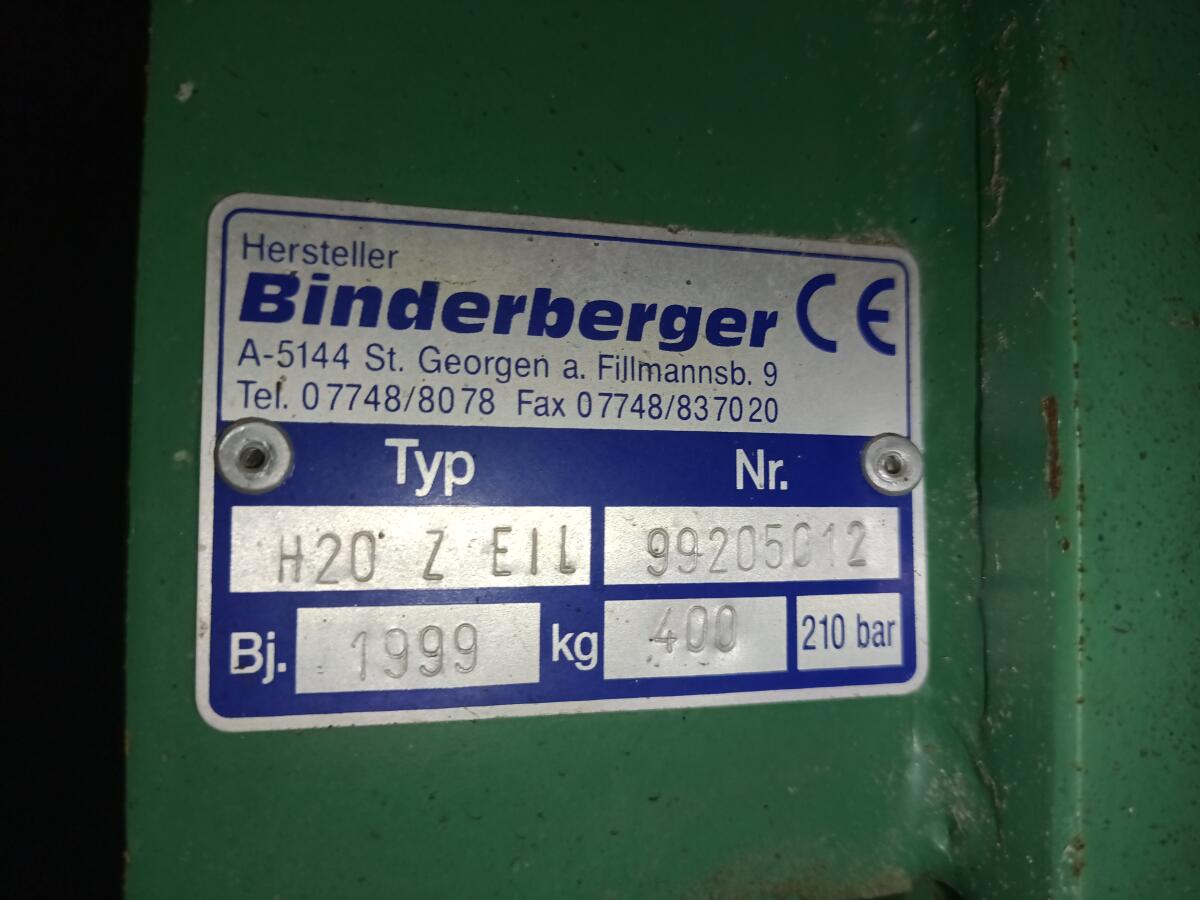 Hersteller
Binderberger CE
A-5144 St. Georgen a. Fillmannsb. 9
Tel. 07748/8078 Fax 07748/837020
Typ Nr.
H20 Z EIL 99205012
Bj. 1999 kg 400 210 bar